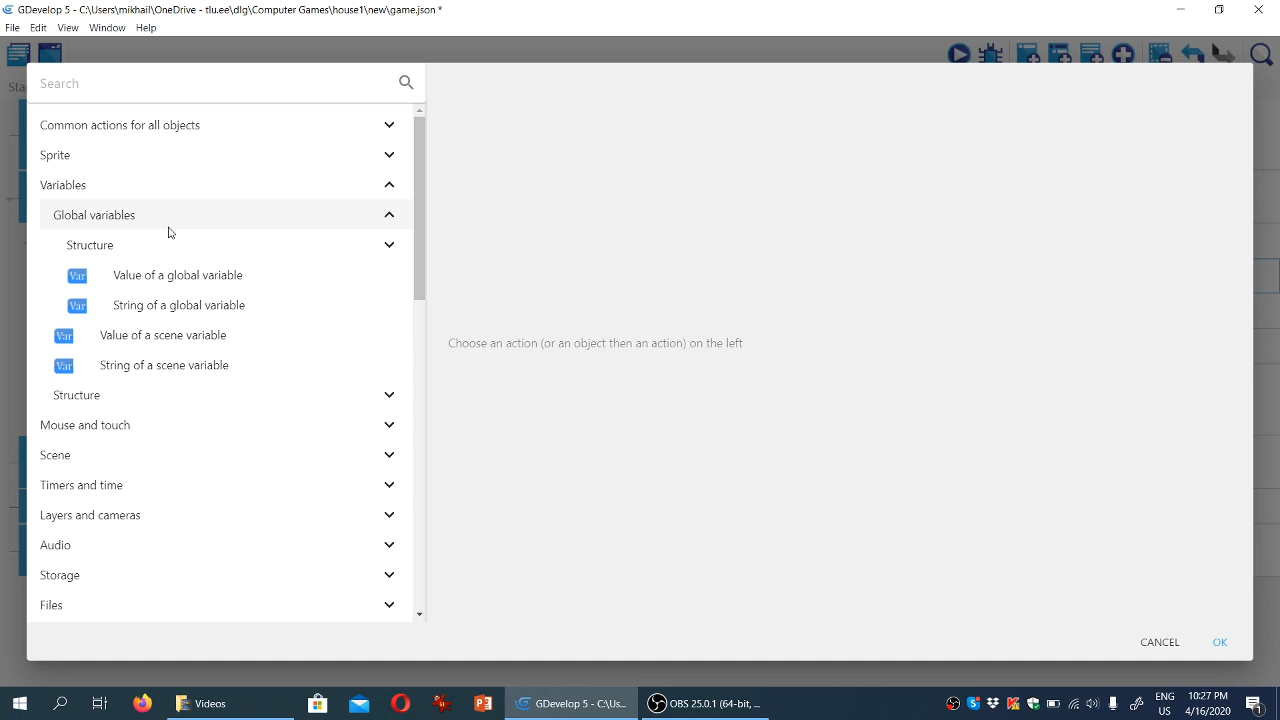 GDevelop 5 - C:\Users\mikhail\OneDrive - tlu.ee\dlg\Computer Games\house1\new\game.json *
File Edit View Window Help
Search
Common actions for all objects
Sprite
Variables
Global variables
Structure
Var Value of a global variable
Var String of a global variable
Var Value of a scene variable
Var String of a scene variable
Structure
Mouse and touch
Scene
Timers and time
Layers and cameras
Audio
Storage
Files
Choose an action (or an object then an action) on the left
CANCEL OK
Videos
GDevelop 5 - C:\Us...
OBS 25.0.1 (64-bit, ...
ENG
US
10:27 PM
4/16/2020
1